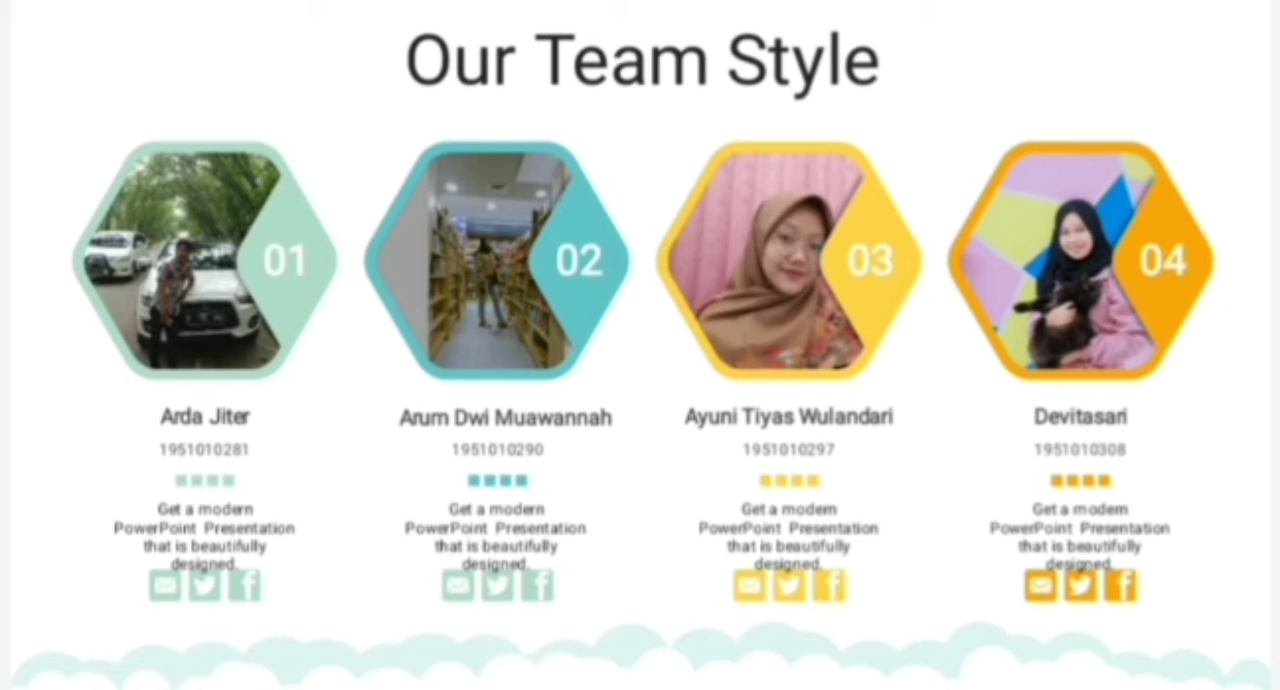 Our Team Style
01
02
03
04
Arda Jiter
1951010281
Get a modern
PowerPoint Presentation
that is beautifully
designed.
Arum Dwi Muawannah
1951010290
Get a modern
PowerPoint Presentation
that is beautifully
designed.
Ayuni Tiyas Wulandari
1951010297
Get a modern
PowerPoint Presentation
that is beautifully
designed.
Devitasari
1951010308
Get a modern
PowerPoint Presentation
that is beautifully
designed.